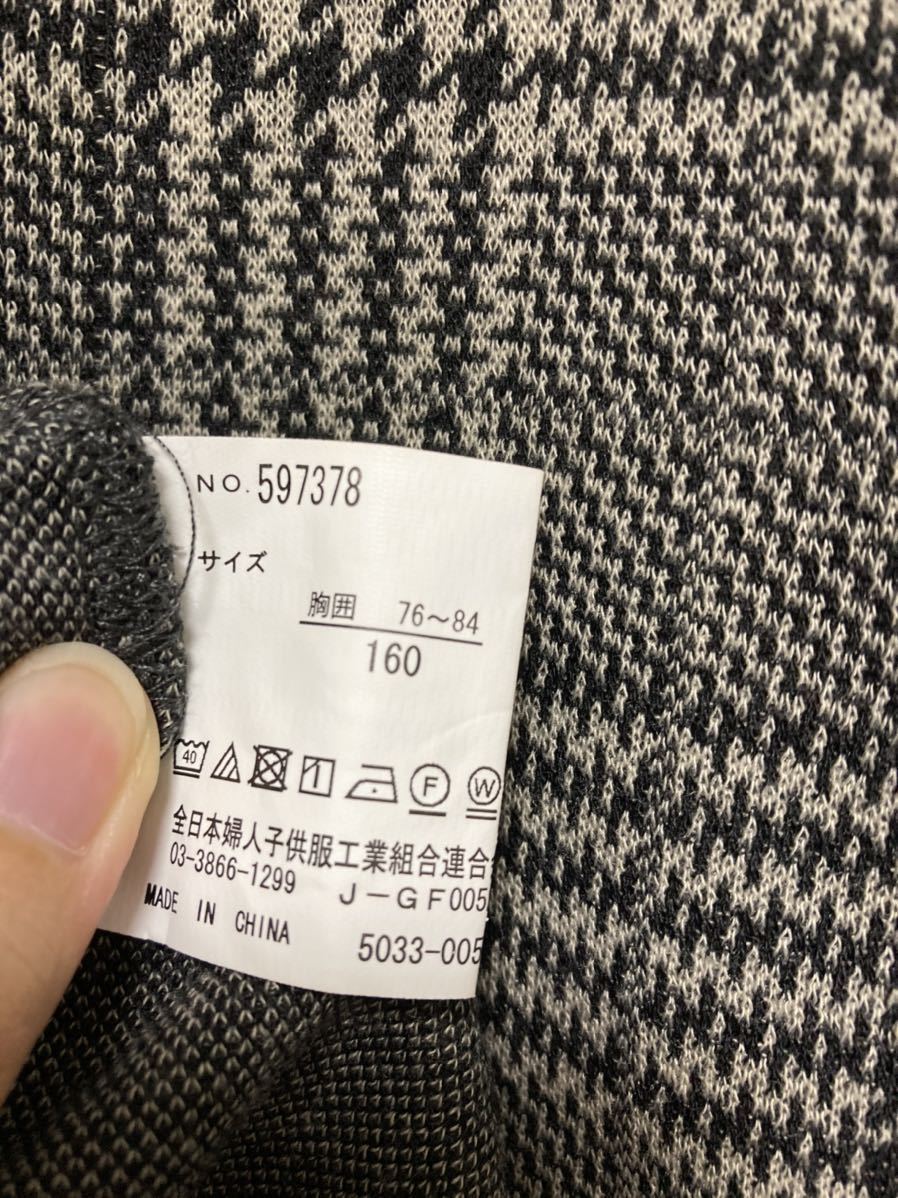 NO. 597378
サイズ
胸囲 76～84
160
40
F W
全日本婦人子供服工業組合連合
03-3866-1299 J-GF005
MADE IN CHINA
5033-005